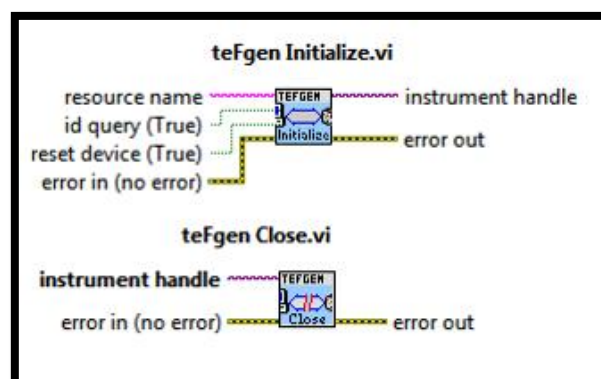 teFgen Initialize.vi
resource name
TEFGEN
instrument handle
id query (True)
reset device (True)
Initialize
error out
error in (no error)
teFgen Close.vi
instrument handle
TEFGEN
error in (no error)
Close
error out